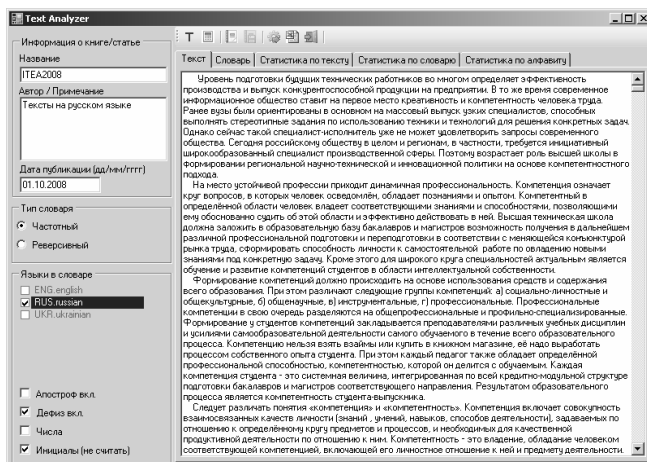 Text Analyzer
Информация о книге/статье
Название
ITEA2008
Автор / Примечание
Тексты на русском языке
Дата публикации (дд/мм/гггг)
01.10.2008
Тип словаря
Частотный
Реверсивный
Языки в словаре
ENG.english
RUS.russian
UKR.ukrainian
Апостроф вкл.
Дефиз вкл.
Числа
Инициалы (не считать)
Текст Словарь Статистика по тексту Статистика по словарю Статистика по алфавиту
Уровень подготовки будущих технических работников во многом определяет эффективность
производства и выпуск конкурентоспособной продукции на предприятии. В то же время современное
информационное общество ставит на первое место креативность и компетентность человека труда.
Ранее вузы были ориентированы в основном на массовый выпуск узких специалистов, способных
выполнять стереотипные задания по использованию техники и технологий для решения конкретных задач.
Однако сейчас такой специалист-исполнитель уже не может удовлетворить запросы современного
общества. Сегодня российскому обществу в целом и регионам, в частности, требуется инициативный
широкообразованный специалист производственной сферы. Поэтому возрастает роль высшей школы в
формировании региональной научно-технической и инновационной политики на основе компетентностного
подхода.
На место устойчивой профессии приходит динамичная профессиональность. Компетенция означает
круг вопросов, в которых человек осведомлён, обладает познаниями и опытом. Компетентный в
определённой области человек владеет соответствующими знаниями и способностями, позволяющими
ему обоснованно судить об этой области и эффективно действовать в ней. Высшая техническая школа
должна заложить в образовательную базу бакалавров и магистров возможность получения в дальнейшем
различной профессиональной подготовки и переподготовки в соответствии с меняющейся конъюнктурой
рынка труда, сформировать способность личности к самостоятельной работе по овладению новыми
знаниями под конкретную задачу. Кроме этого для широкого круга специальностей актуальным является
обучение и развитие компетенций студентов в области интеллектуальной собственности.
Формирование компетенций должно происходить на основе использования средств и содержания
всего образования. При этом различают следующие группы компетенций: а) социально-личностные и
общекультурные, б) общенаучные, в) инструментальные, г) профессиональные. Профессиональные
компетенции в свою очередь разделяются на общепрофессиональные и профильно-специализированные.
Формирование у студентов компетенций закладывается преподавателями различных учебных дисциплин
и усилиями самообразовательной деятельности самого обучаемого в течение всего образовательного
процесса. Компетенцию нельзя взять взаймы или купить в книжном магазине, её надо выработать
процессом собственного опыта студента. При этом каждый педагог также обладает определённой
профессиональной способностью, компетентностью, которой он делится с обучаемым. Каждая
компетенция студента - это системная величина, интегрированная по всей кредитно-модульной структуре
подготовки бакалавров и магистров соответствующего направления. Результатом образовательного
процесса является компетентность студента-выпускника.
Следует различать понятия «компетенция» и «компетентность». Компетенция включает совокупность
взаимосвязанных качеств личности (знаний , умений, навыков, способов деятельности), задаваемых по
отношению к определённому кругу предметов и процессов, и необходимых для качественной
продуктивной деятельности по отношению к ним. Компетентность - это владение, обладание человеком
соответствующей компетенцией, включающей его личностное отношение к ней и предмету деятельности.